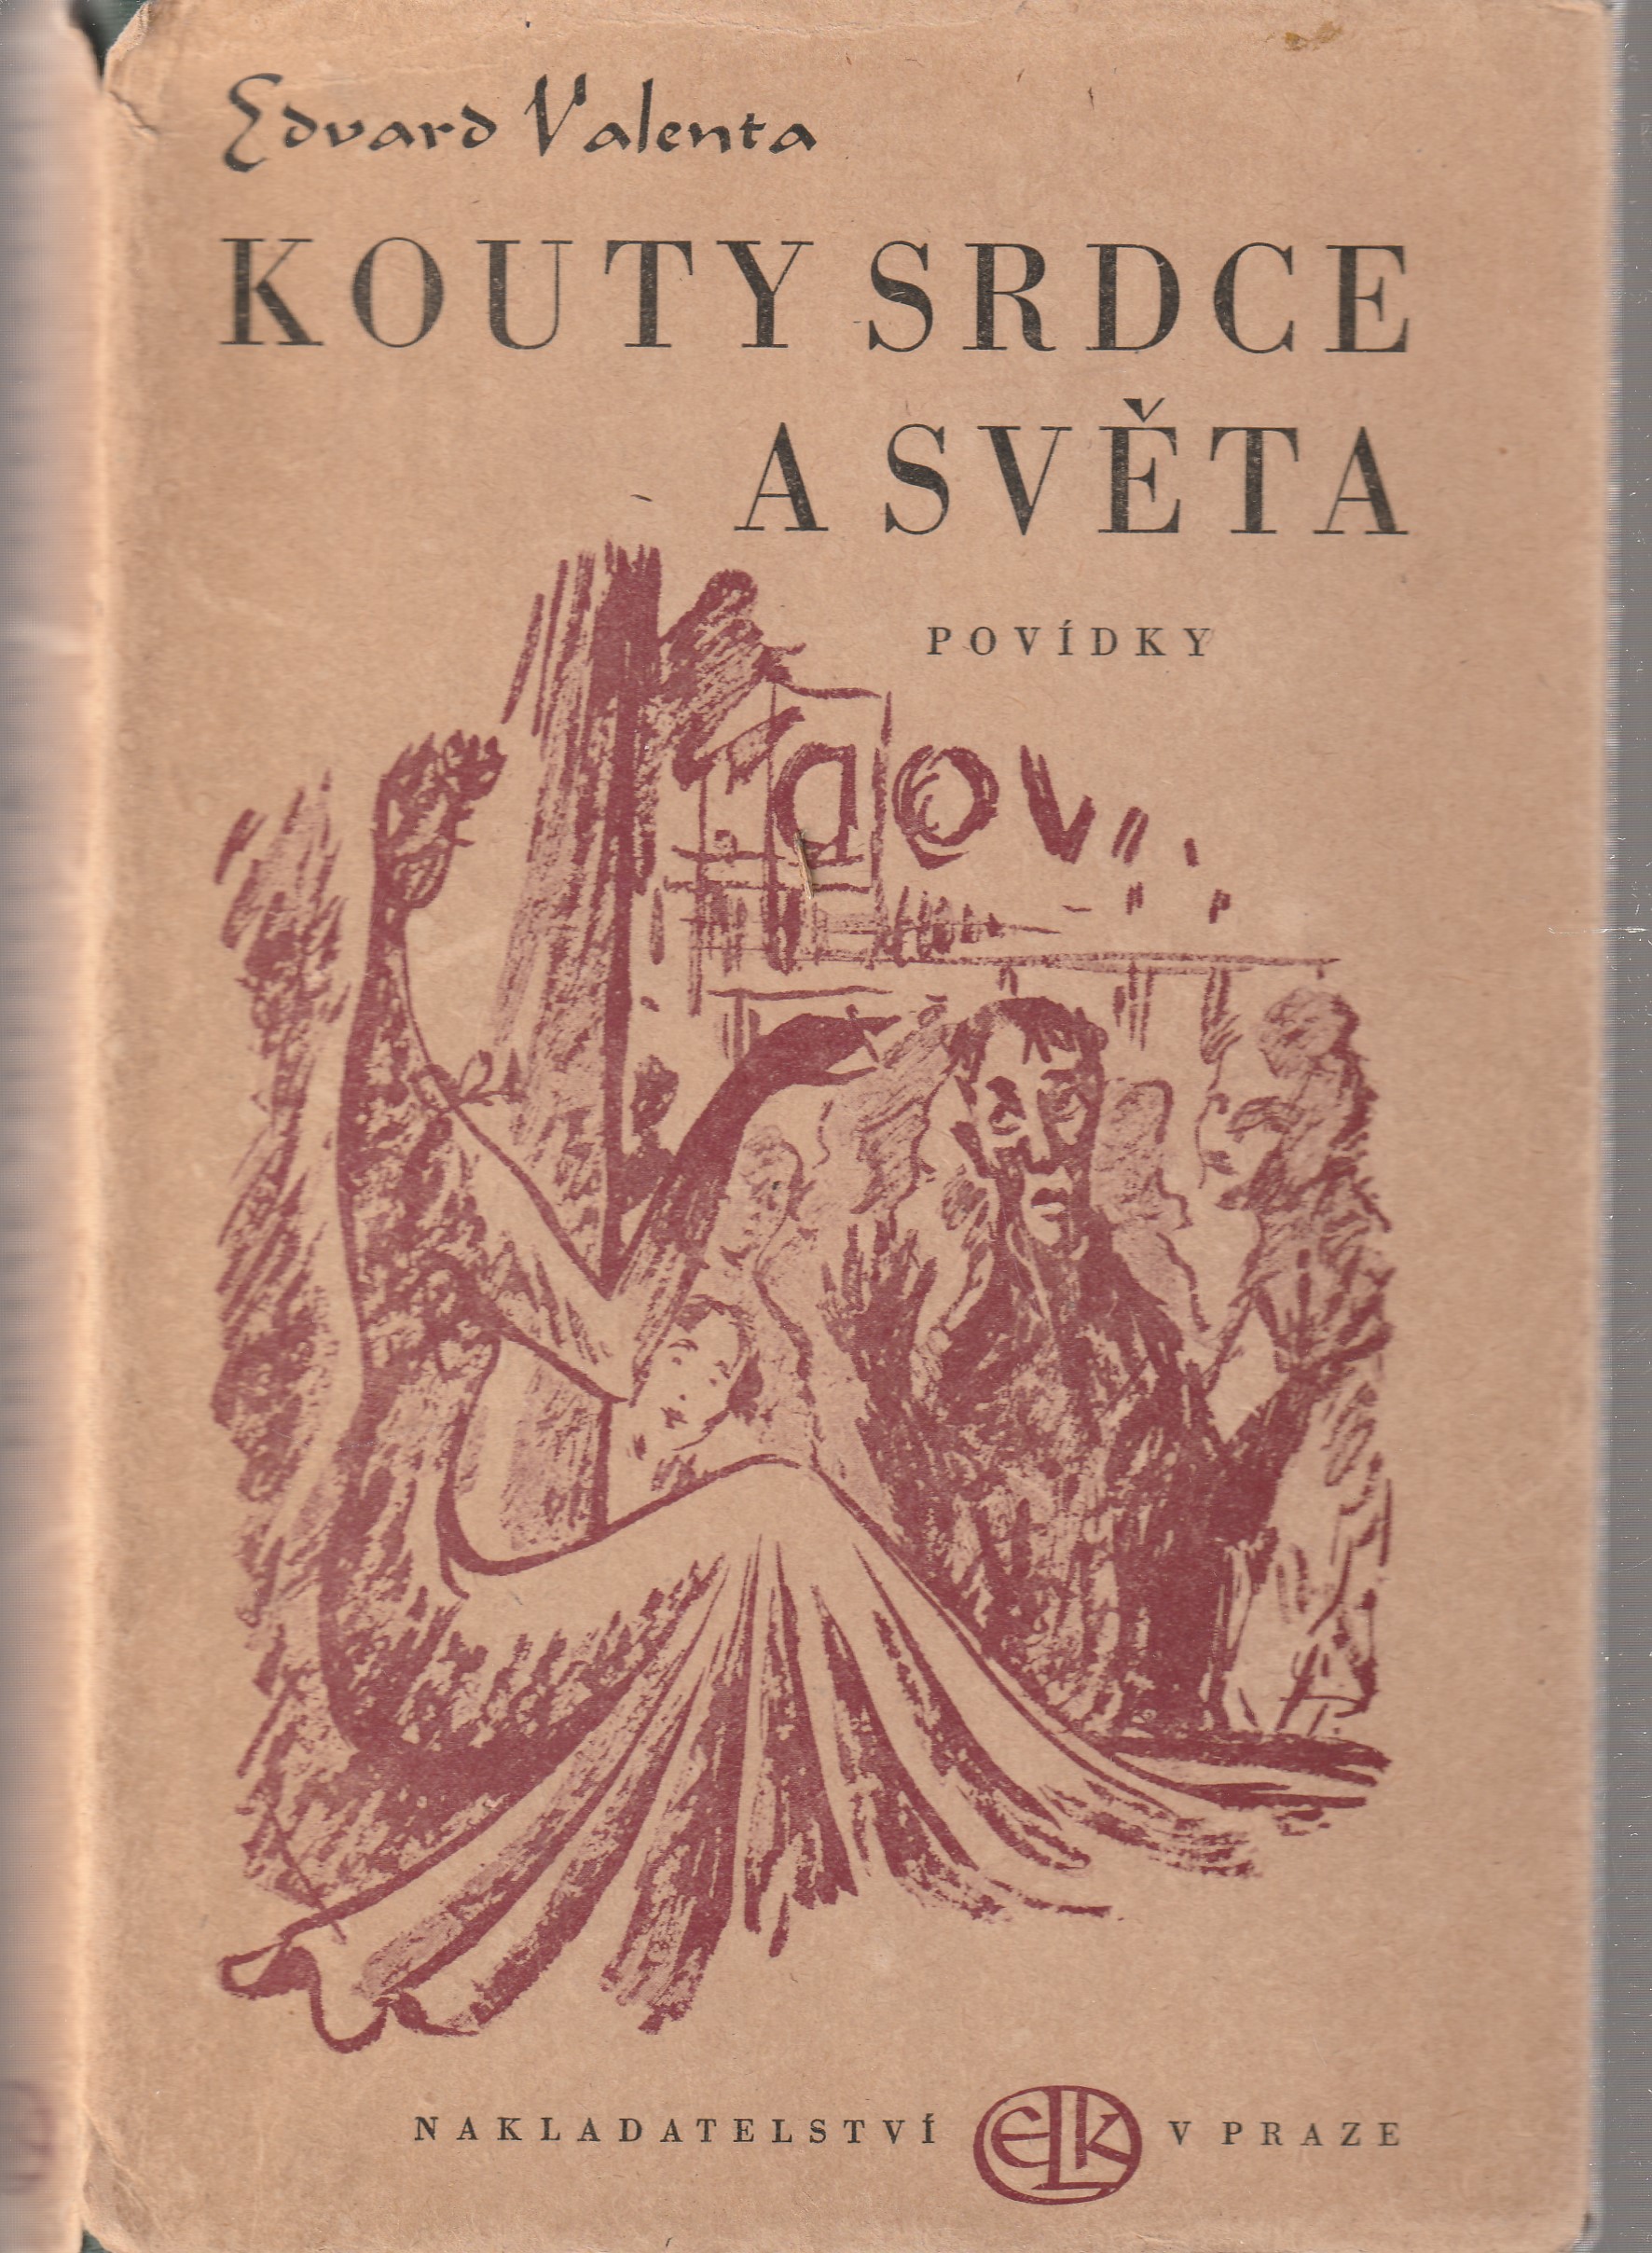 Edvard Valenta
KOUTY SRDCE
A SVĚTA
POVÍDKY
NAKLADATELSTVÍ ELK V PRAZE